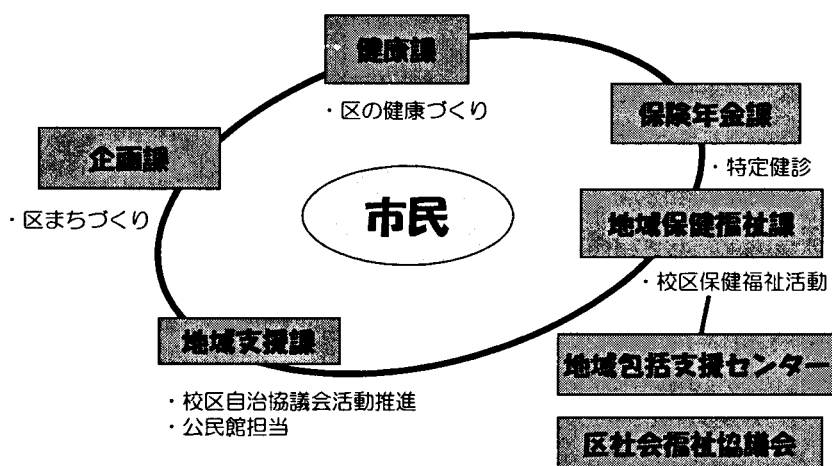 健康課
・区の健康づくり
保険年金課
・特定健診
企画課
・区まちづくり
市民
地域保健福祉課
・校区保健福祉活動
地域支援課
・校区自治協議会活動推進
・公民館担当
地域包括支援センター
区社会福祉協議会